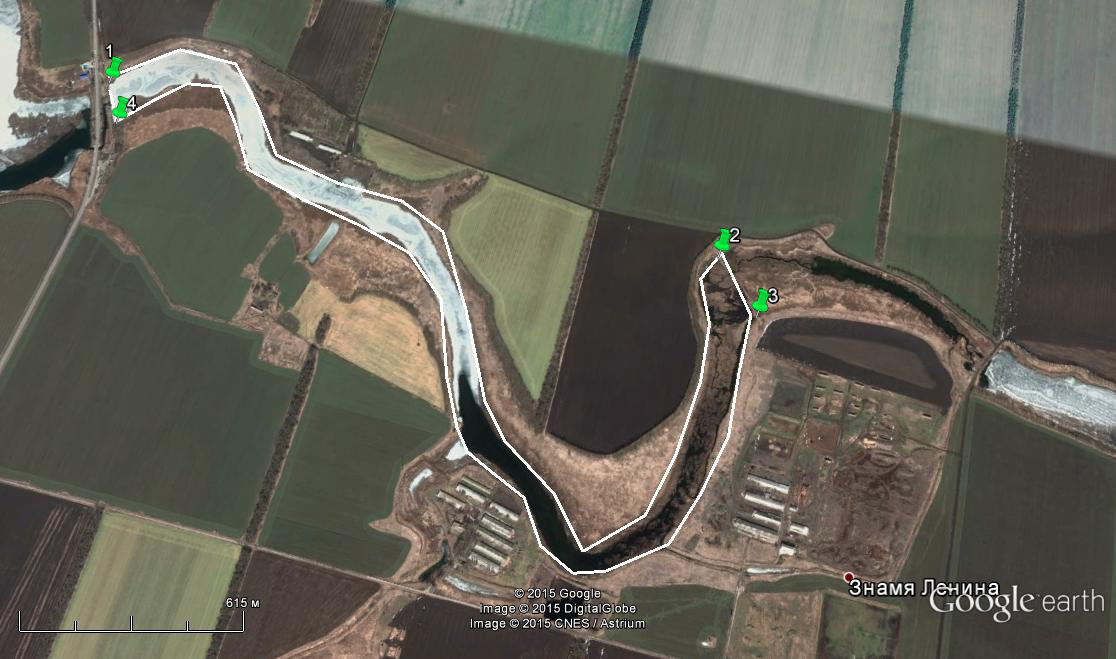 1
4
2
3
Знамя Ленина
615 м
© 2015 Google
Image © 2015 DigitalGlobe
Image © 2015 CNES / Astrium
Google earth